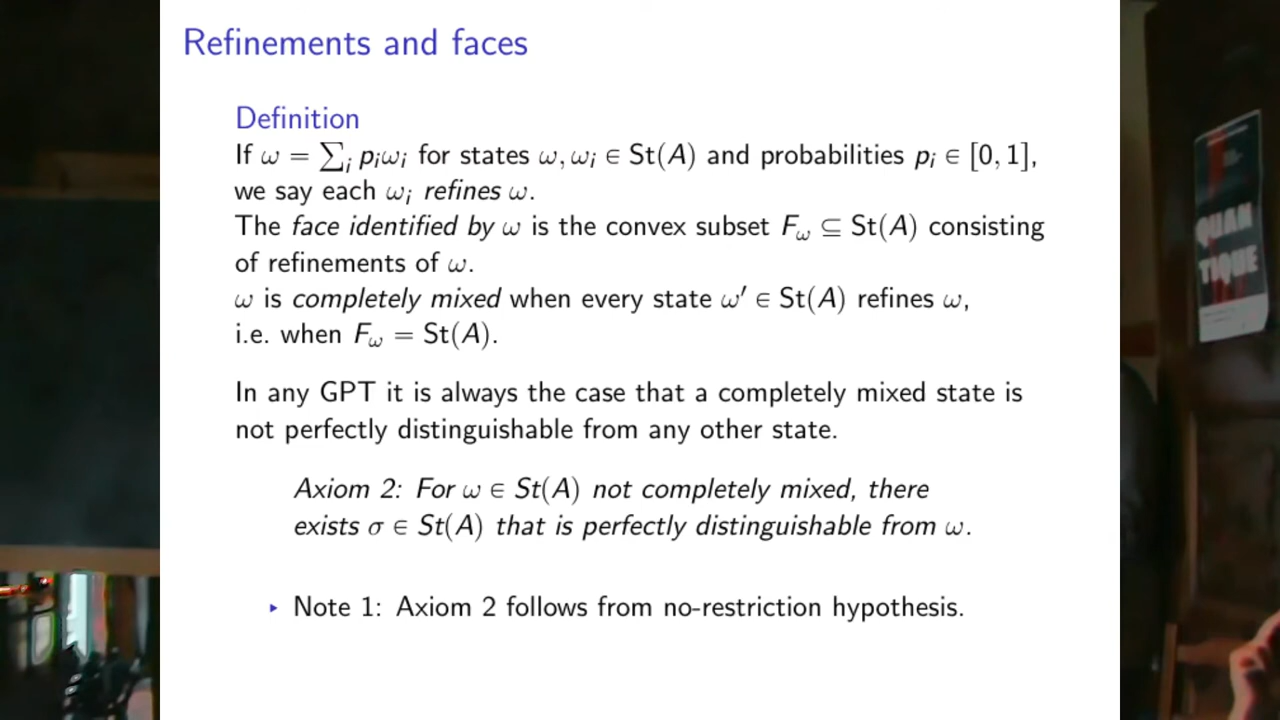 Refinements and faces
Definition
If ω = ∑ᵢ pᵢωᵢ for states ω, ωᵢ ∈ St(A) and probabilities pᵢ ∈ [0, 1],
we say each ωᵢ refines ω.
The face identified by ω is the convex subset F_ω ⊆ St(A) consisting
of refinements of ω.
ω is completely mixed when every state ω′ ∈ St(A) refines ω,
i.e. when F_ω = St(A).
In any GPT it is always the case that a completely mixed state is
not perfectly distinguishable from any other state.
Axiom 2: For ω ∈ St(A) not completely mixed, there
exists σ ∈ St(A) that is perfectly distinguishable from ω.
▸ Note 1: Axiom 2 follows from no-restriction hypothesis.
QUAN
TIQUE